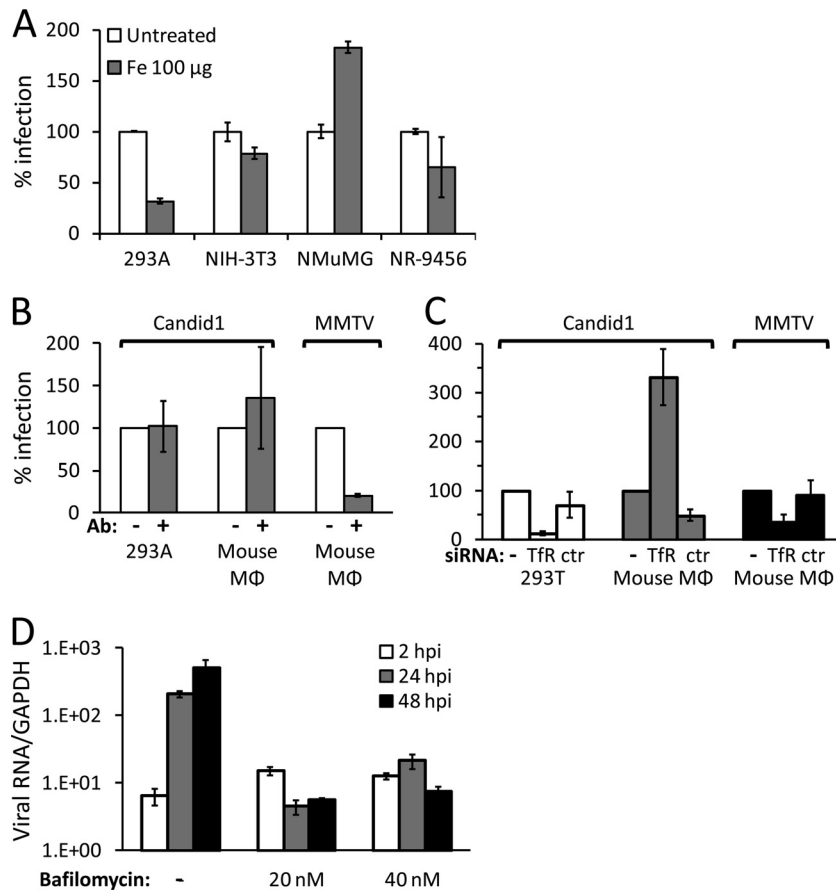 A
% infection
200
150
100
50
0
Untreated
Fe 100 µg
293A NIH-3T3 NMuMG NR-9456
B
Candid1 MMTV
% infection
200
150
100
50
0
Ab: - + - + - +
293A Mouse Mouse
MΦ MΦ
C
Candid1 MMTV
400
300
200
100
0
siRNA: - TfR ctr - TfR ctr - TfR ctr
293T Mouse MΦ Mouse MΦ
D
Viral RNA/GAPDH
1.E+03
1.E+02
1.E+01
1.E+00
2 hpi
24 hpi
48 hpi
Bafilomycin: - 20 nM 40 nM